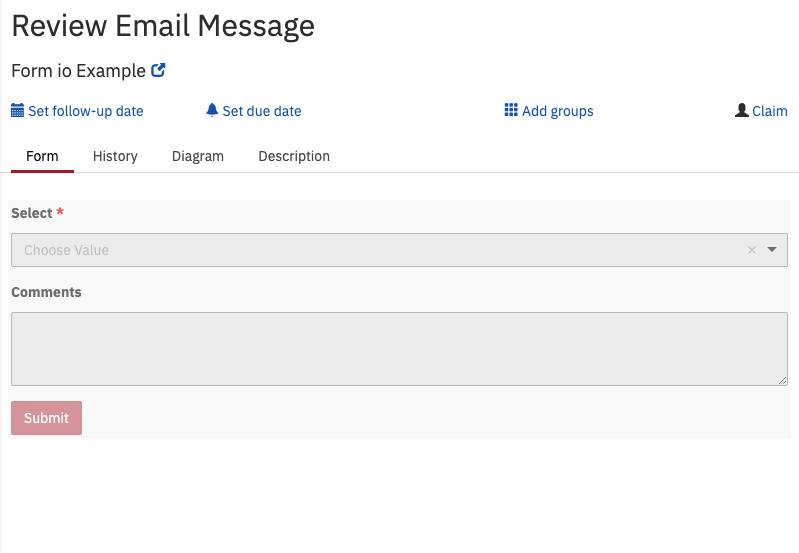 Review Email Message
Form io Example
Set follow-up date Set due date Add groups Claim
Form History Diagram Description
Select *
Choose Value ×
Comments
Submit